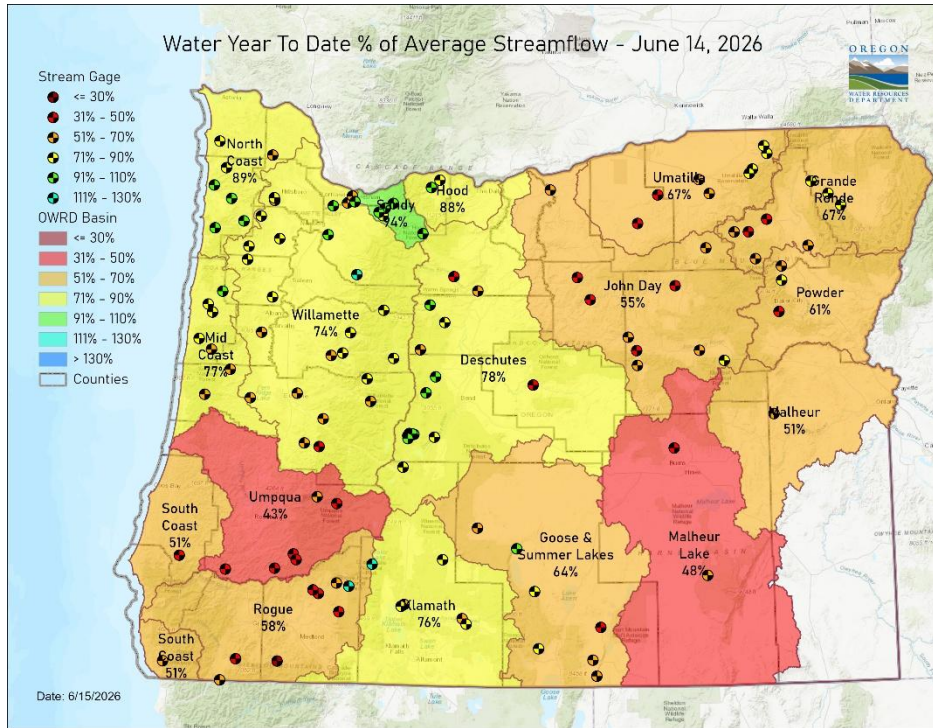 Water Year To Date % of Average Streamflow - June 14, 2026
OREGON
WATER RESOURCES
DEPARTMENT
Stream Gage
<= 30%
31% - 50%
51% - 70%
71% - 90%
91% - 110%
111% - 130%
OWRD Basin
<= 30%
31% - 50%
51% - 70%
71% - 90%
91% - 110%
111% - 130%
> 130%
Counties
North
Coast
89%
Sandy
94%
Hood
88%
Umatilla
67%
Grande
Ronde
67%
John Day
55%
Powder
61%
Willamette
74%
Mid
Coast
77%
Deschutes
78%
Malheur
51%
Umpqua
43%
South
Coast
51%
Goose &
Summer Lakes
64%
Malheur
Lake
48%
Rogue
58%
Klamath
76%
South
Coast
51%
Date: 6/15/2026